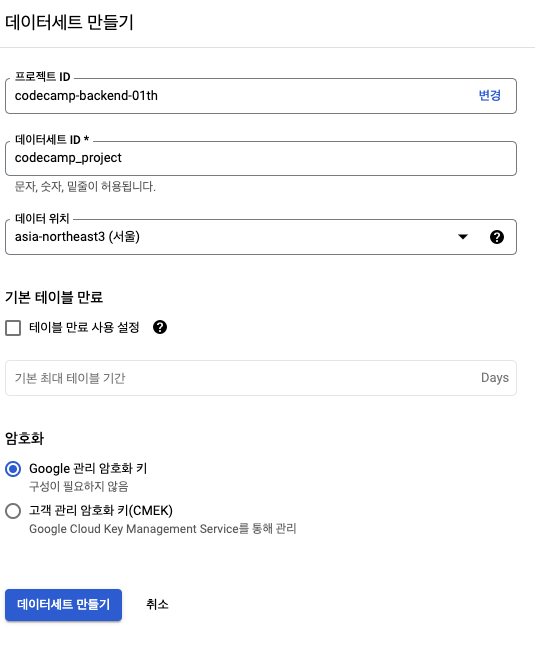 데이터세트 만들기
프로젝트 ID
codecamp-backend-01th
변경
데이터세트 ID *
codecamp_project
문자, 숫자, 밑줄이 허용됩니다.
데이터 위치
asia-northeast3 (서울)
기본 테이블 만료
테이블 만료 사용 설정
기본 최대 테이블 기간
Days
암호화
Google 관리 암호화 키
구성이 필요하지 않음
고객 관리 암호화 키(CMEK)
Google Cloud Key Management Service를 통해 관리
데이터세트 만들기
취소